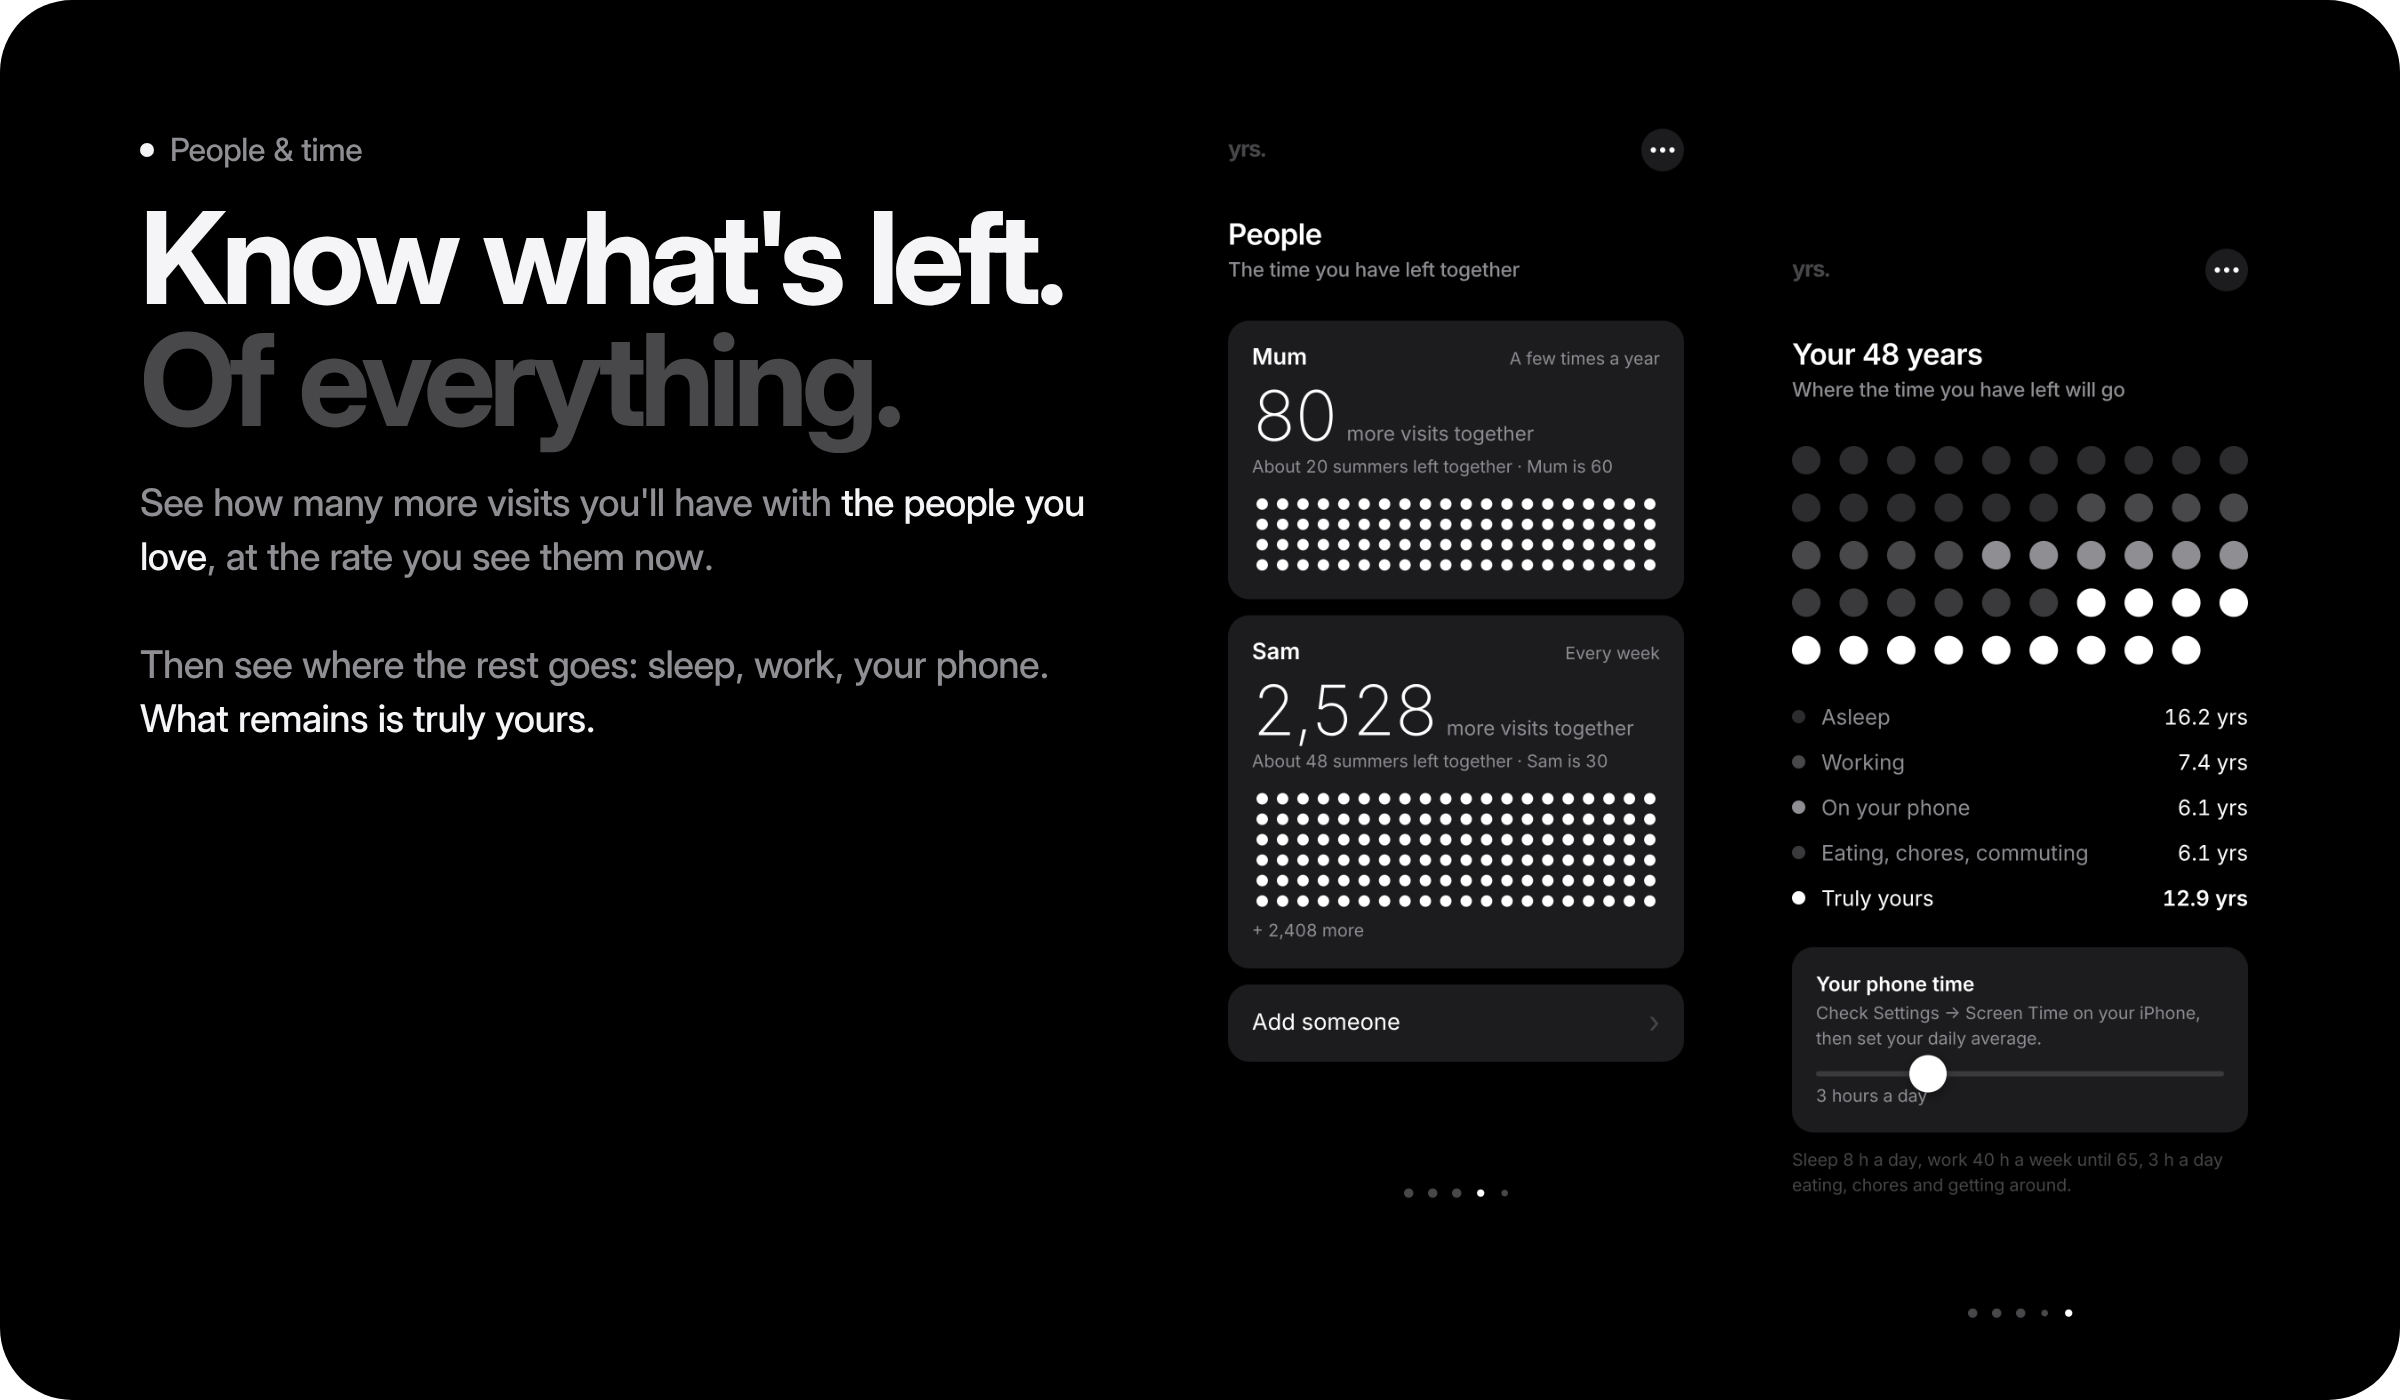 People & time
Know what's left.
Of everything.
See how many more visits you'll have with the people you
love, at the rate you see them now.
Then see where the rest goes: sleep, work, your phone.
What remains is truly yours.
yrs.
People
The time you have left together
Mum
A few times a year
80 more visits together
About 20 summers left together · Mum is 60
Sam
Every week
2,528 more visits together
About 48 summers left together · Sam is 30
+ 2,408 more
Add someone
yrs.
Your 48 years
Where the time you have left will go
Asleep 16.2 yrs
Working 7.4 yrs
On your phone 6.1 yrs
Eating, chores, commuting 6.1 yrs
Truly yours 12.9 yrs
Your phone time
Check Settings → Screen Time on your iPhone,
then set your daily average.
3 hours a day
Sleep 8 h a day, work 40 h a week until 65, 3 h a day
eating, chores and getting around.